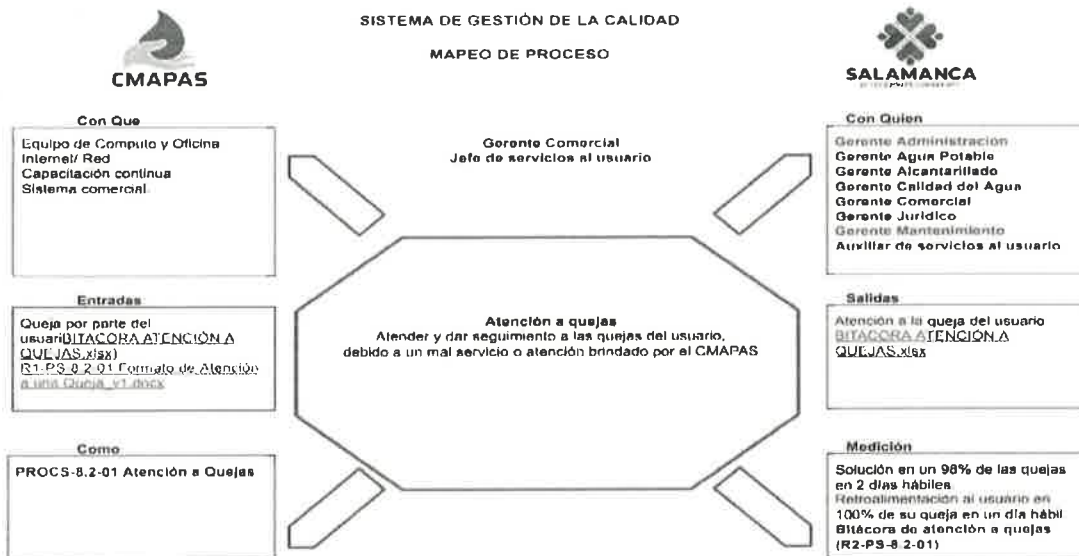 SISTEMA DE GESTIÓN DE LA CALIDAD
MAPEO DE PROCESO
CMAPAS
SALAMANCA
Con Que
Equipo de Computo y Oficina
Internet/ Red
Capacitación continua
Sistema comercial.
Gerente Comercial
Jefo de servicios al usuario
Con Quien
Gerente Administración
Gerente Agua Potable
Gerente Alcantarillado
Gerente Calidad del Agua
Gerente Comercial
Gerente Jurídico
Gerente Mantenimiento
Auxiliar de servicios al usuario
Entradas
Queja por parte del
usuari(BITACORA ATENCIÓN A
QUEJAS.xlsx)
R1-PS-8.2-01 Formato de Atención
a una Queja_v1.docx
Atención a quejas
Atender y dar seguimiento a las quejas del usuario,
debido a un mal servicio o atención brindado por el CMAPAS
Salidas
Atención a la queja del usuario
BITACORA ATENCIÓN A
QUEJAS.xlsx
Como
PROCS-8.2-01 Atención a Quejas
Medición
Solución en un 98% de las quejas
en 2 días hábiles.
Retroalimentación al usuario en
100% de su queja en un día hábil
Bitácora de atención a quejas
(R2-PS-8.2-01)